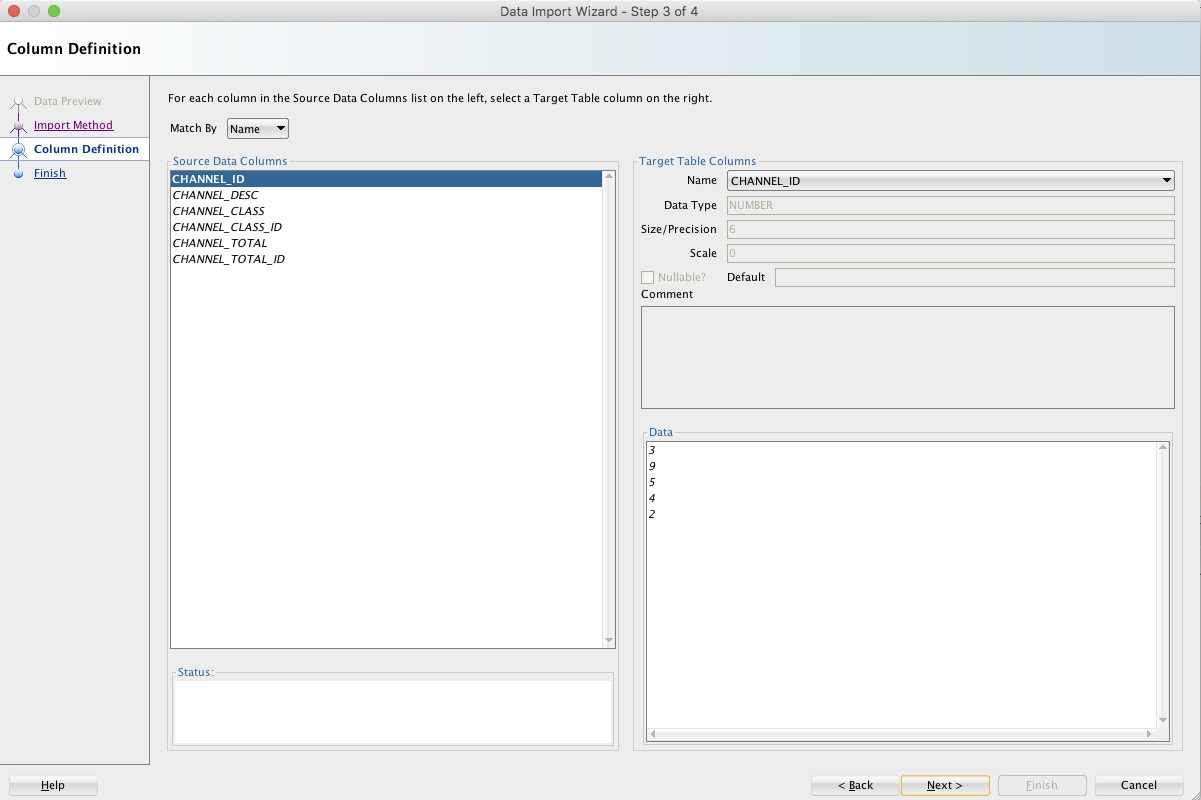 Data Import Wizard - Step 3 of 4
Column Definition
Data Preview
Import Method
Column Definition
Finish
For each column in the Source Data Columns list on the left, select a Target Table column on the right.
Match By Name
Source Data Columns
CHANNEL_ID
CHANNEL_DESC
CHANNEL_CLASS
CHANNEL_CLASS_ID
CHANNEL_TOTAL
CHANNEL_TOTAL_ID
Status:
Target Table Columns
Name CHANNEL_ID
Data Type NUMBER
Size/Precision 6
Scale 0
Nullable? Default
Comment
Data
3
9
5
4
2
Help
< Back Next > Finish Cancel